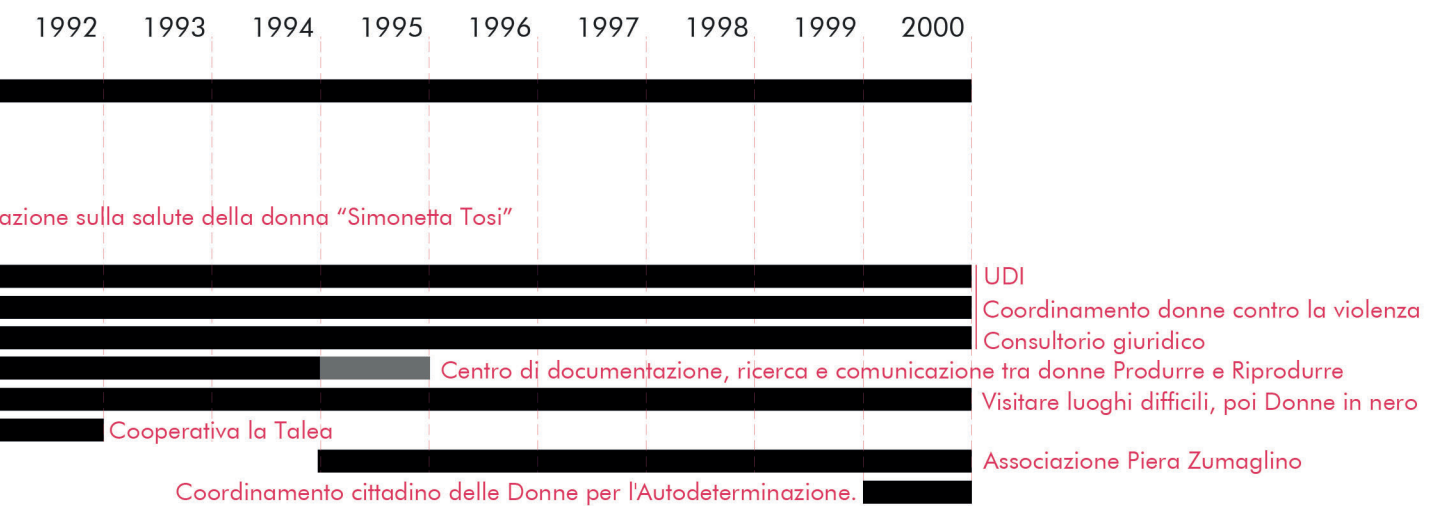 1992 1993 1994 1995 1996 1997 1998 1999 2000
azione sulla salute della donna “Simonetta Tosi”
UDI
Coordinamento donne contro la violenza
Consultorio giuridico
Centro di documentazione, ricerca e comunicazione tra donne Produrre e Riprodurre
Visitare luoghi difficili, poi Donne in nero
Cooperativa la Talea
Associazione Piera Zumaglino
Coordinamento cittadino delle Donne per l'Autodeterminazione.